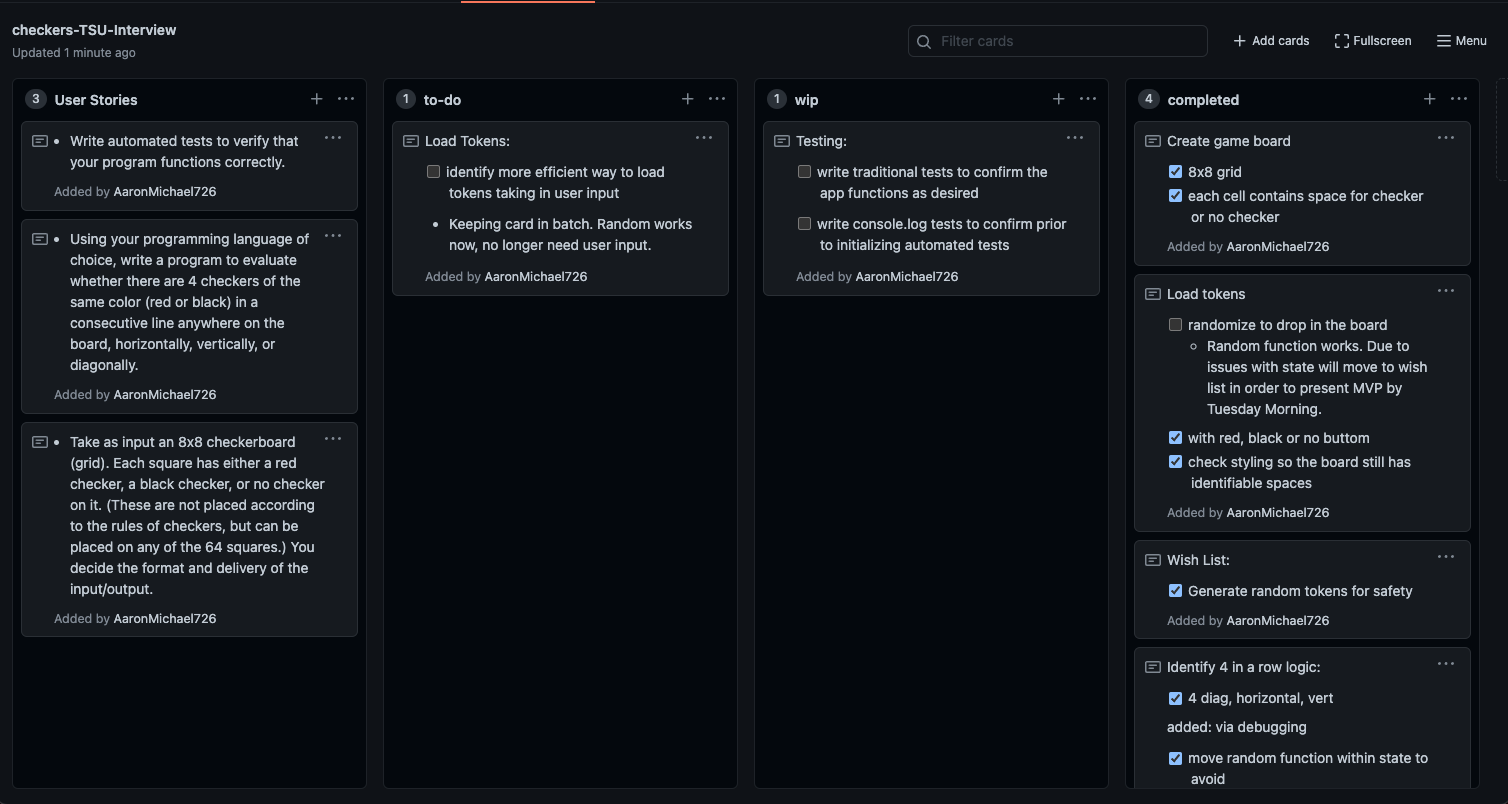 checkers-TSU-Interview
Updated 1 minute ago
Filter cards
Add cards
Fullscreen
Menu
3 User Stories
Write automated tests to verify that
your program functions correctly.
Added by AaronMichael726
Using your programming language of
choice, write a program to evaluate
whether there are 4 checkers of the
same color (red or black) in a
consecutive line anywhere on the
board, horizontally, vertically, or
diagonally.
Added by AaronMichael726
Take as input an 8x8 checkerboard
(grid). Each square has either a red
checker, a black checker, or no checker
on it. (These are not placed according
to the rules of checkers, but can be
placed on any of the 64 squares.) You
decide the format and delivery of the
input/output.
Added by AaronMichael726
1 to-do
Load Tokens:
identify more efficient way to load
tokens taking in user input
Keeping card in batch. Random works
now, no longer need user input.
Added by AaronMichael726
1 wip
Testing:
write traditional tests to confirm the
app functions as desired
write console.log tests to confirm prior
to initializing automated tests
Added by AaronMichael726
4 completed
Create game board
8x8 grid
each cell contains space for checker
or no checker
Added by AaronMichael726
Load tokens
randomize to drop in the board
Random function works. Due to
issues with state will move to wish
list in order to present MVP by
Tuesday Morning.
with red, black or no buttom
check styling so the board still has
identifiable spaces
Added by AaronMichael726
Wish List:
Generate random tokens for safety
Added by AaronMichael726
Identify 4 in a row logic:
4 diag, horizontal, vert
added: via debugging
move random function within state to
avoid